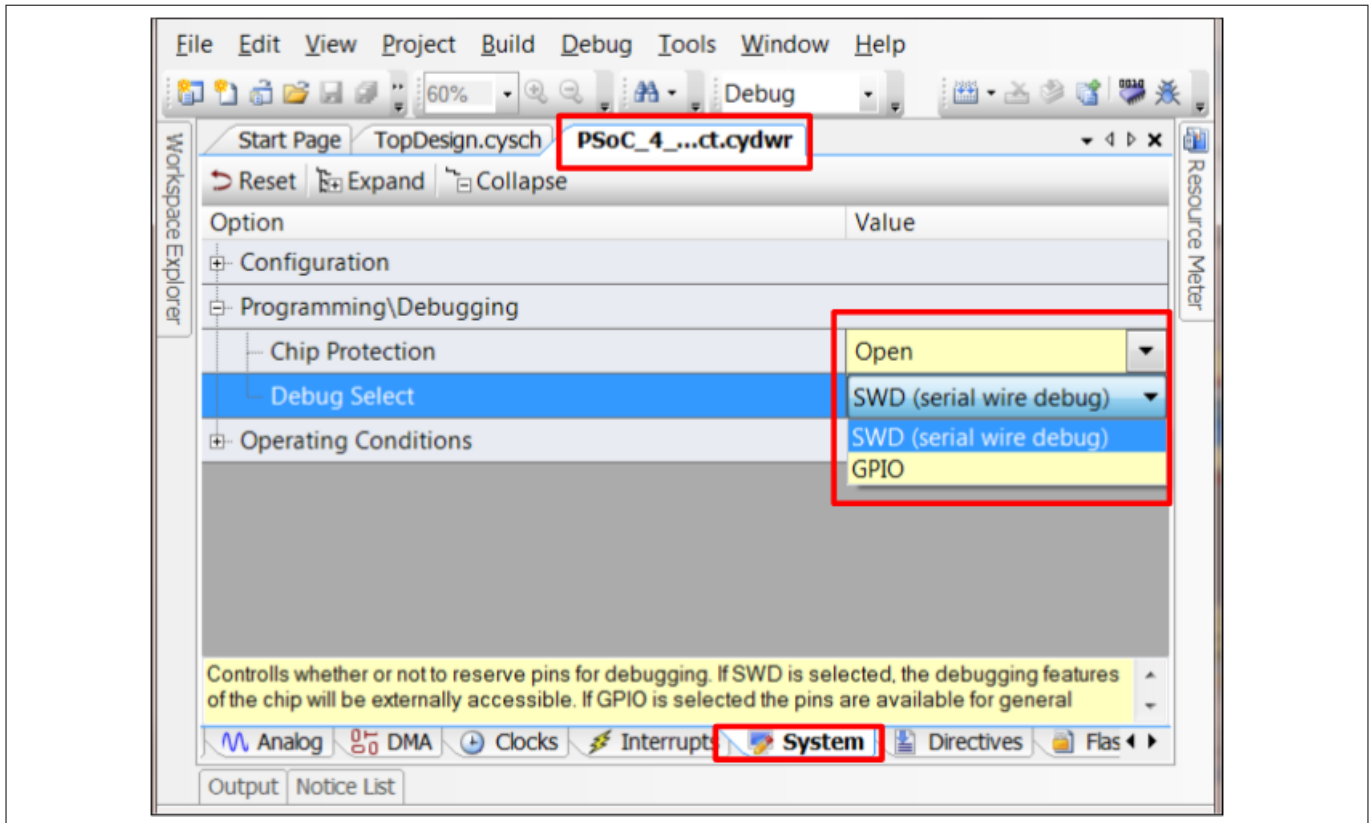 File Edit View Project Build Debug Tools Window Help
60% Debug
Start Page TopDesign.cysch PSoC_4_...ct.cydwr
Workspace Explorer
Resource Meter
Reset Expand Collapse
Option Value
Configuration
Programming\Debugging
Chip Protection Open
Debug Select SWD (serial wire debug)
SWD (serial wire debug)
Operating Conditions
GPIO
Controlls whether or not to reserve pins for debugging. If SWD is selected, the debugging features
of the chip will be externally accessible. If GPIO is selected the pins are available for general
Analog DMA Clocks Interrupts System Directives Flas
Output Notice List